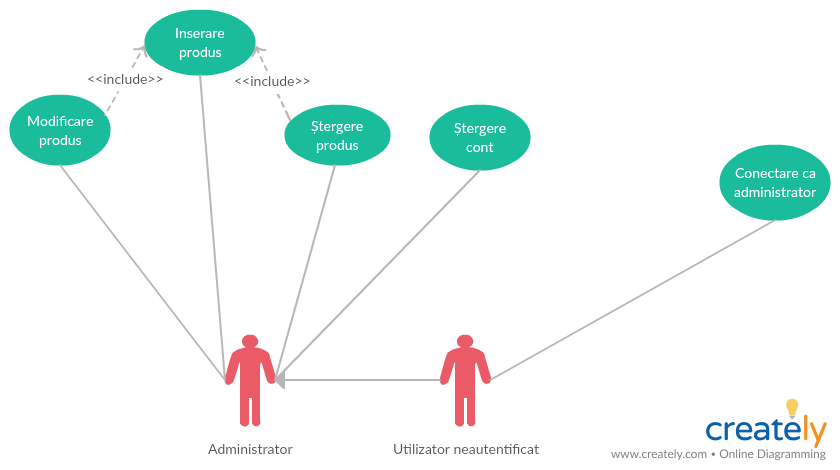 Inserare
produs
<<include>>
<<include>>
Modificare
produs
Ștergere
produs
Ștergere
cont
Conectare ca
administrator
Administrator
Utilizator neautentificat
creately
www.creately.com • Online Diagramming